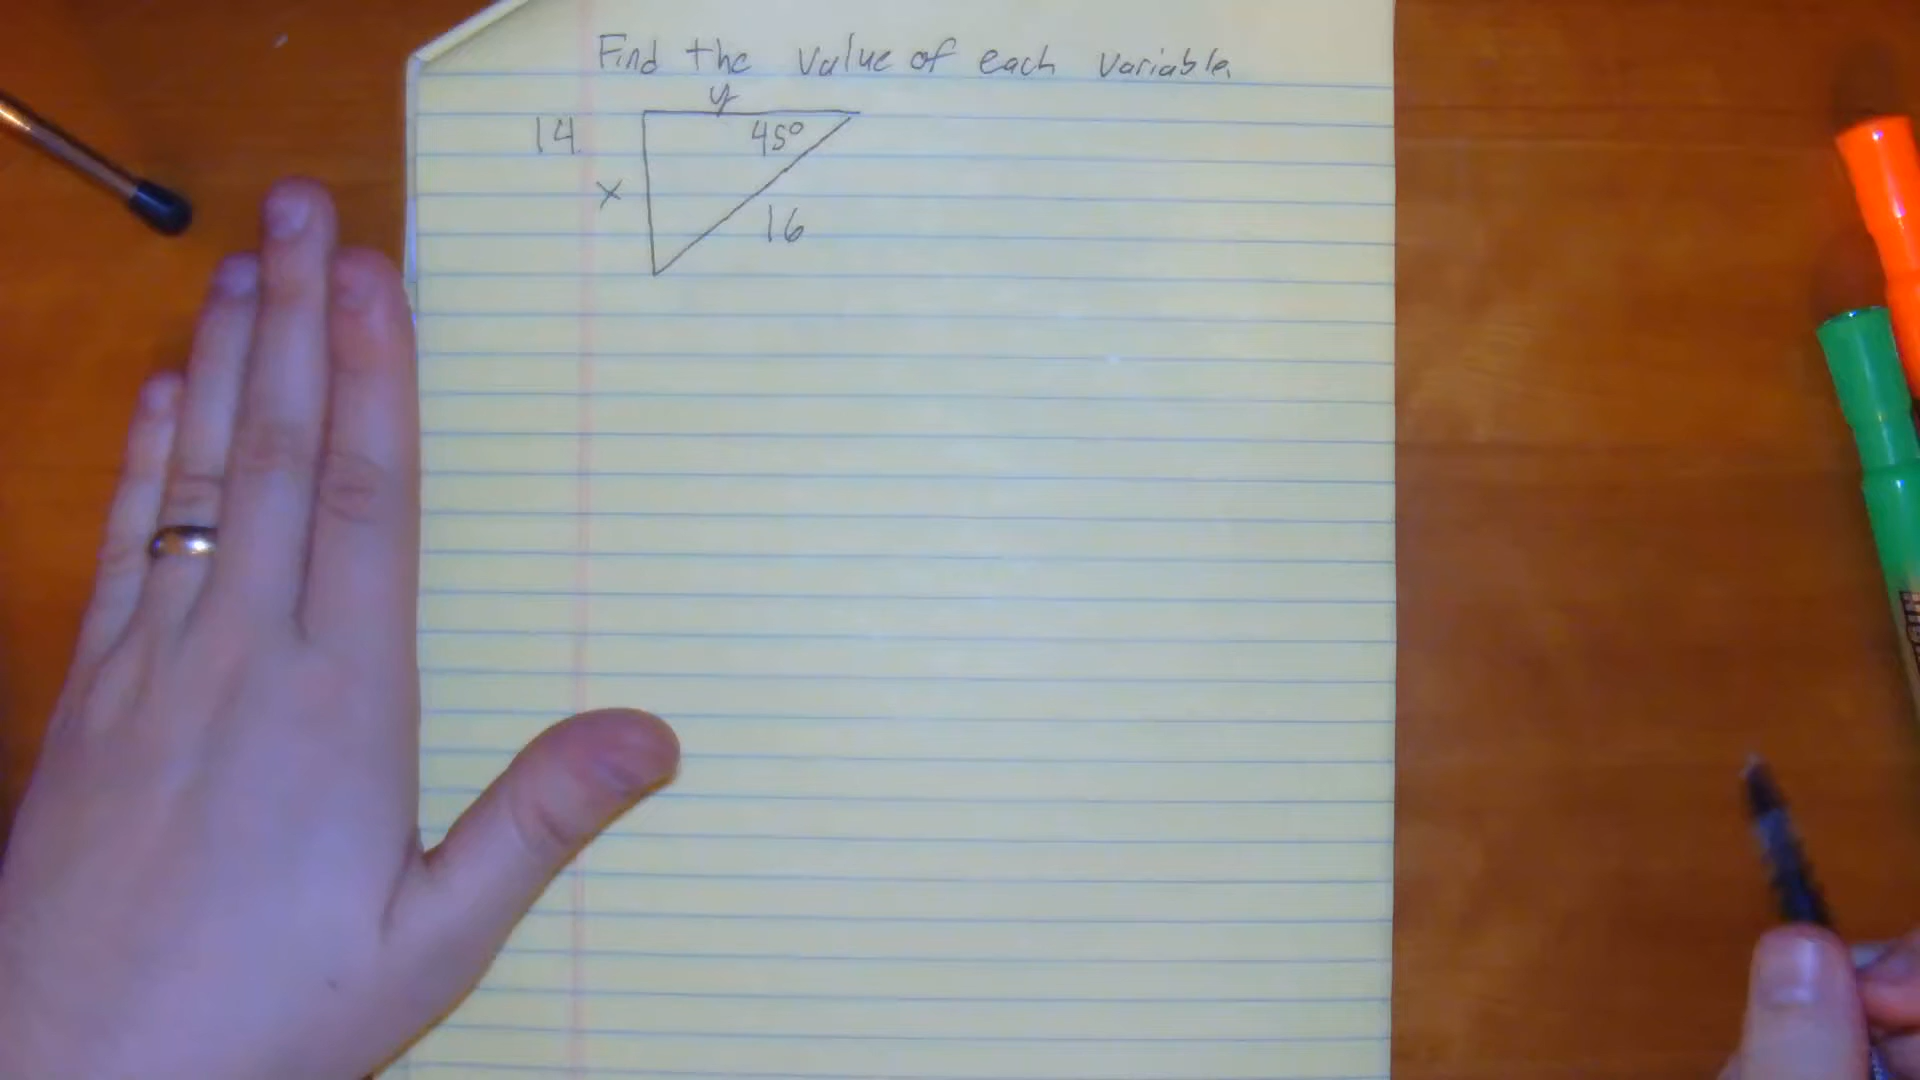 Find the value of each variable.
y
14.
45°
x
16